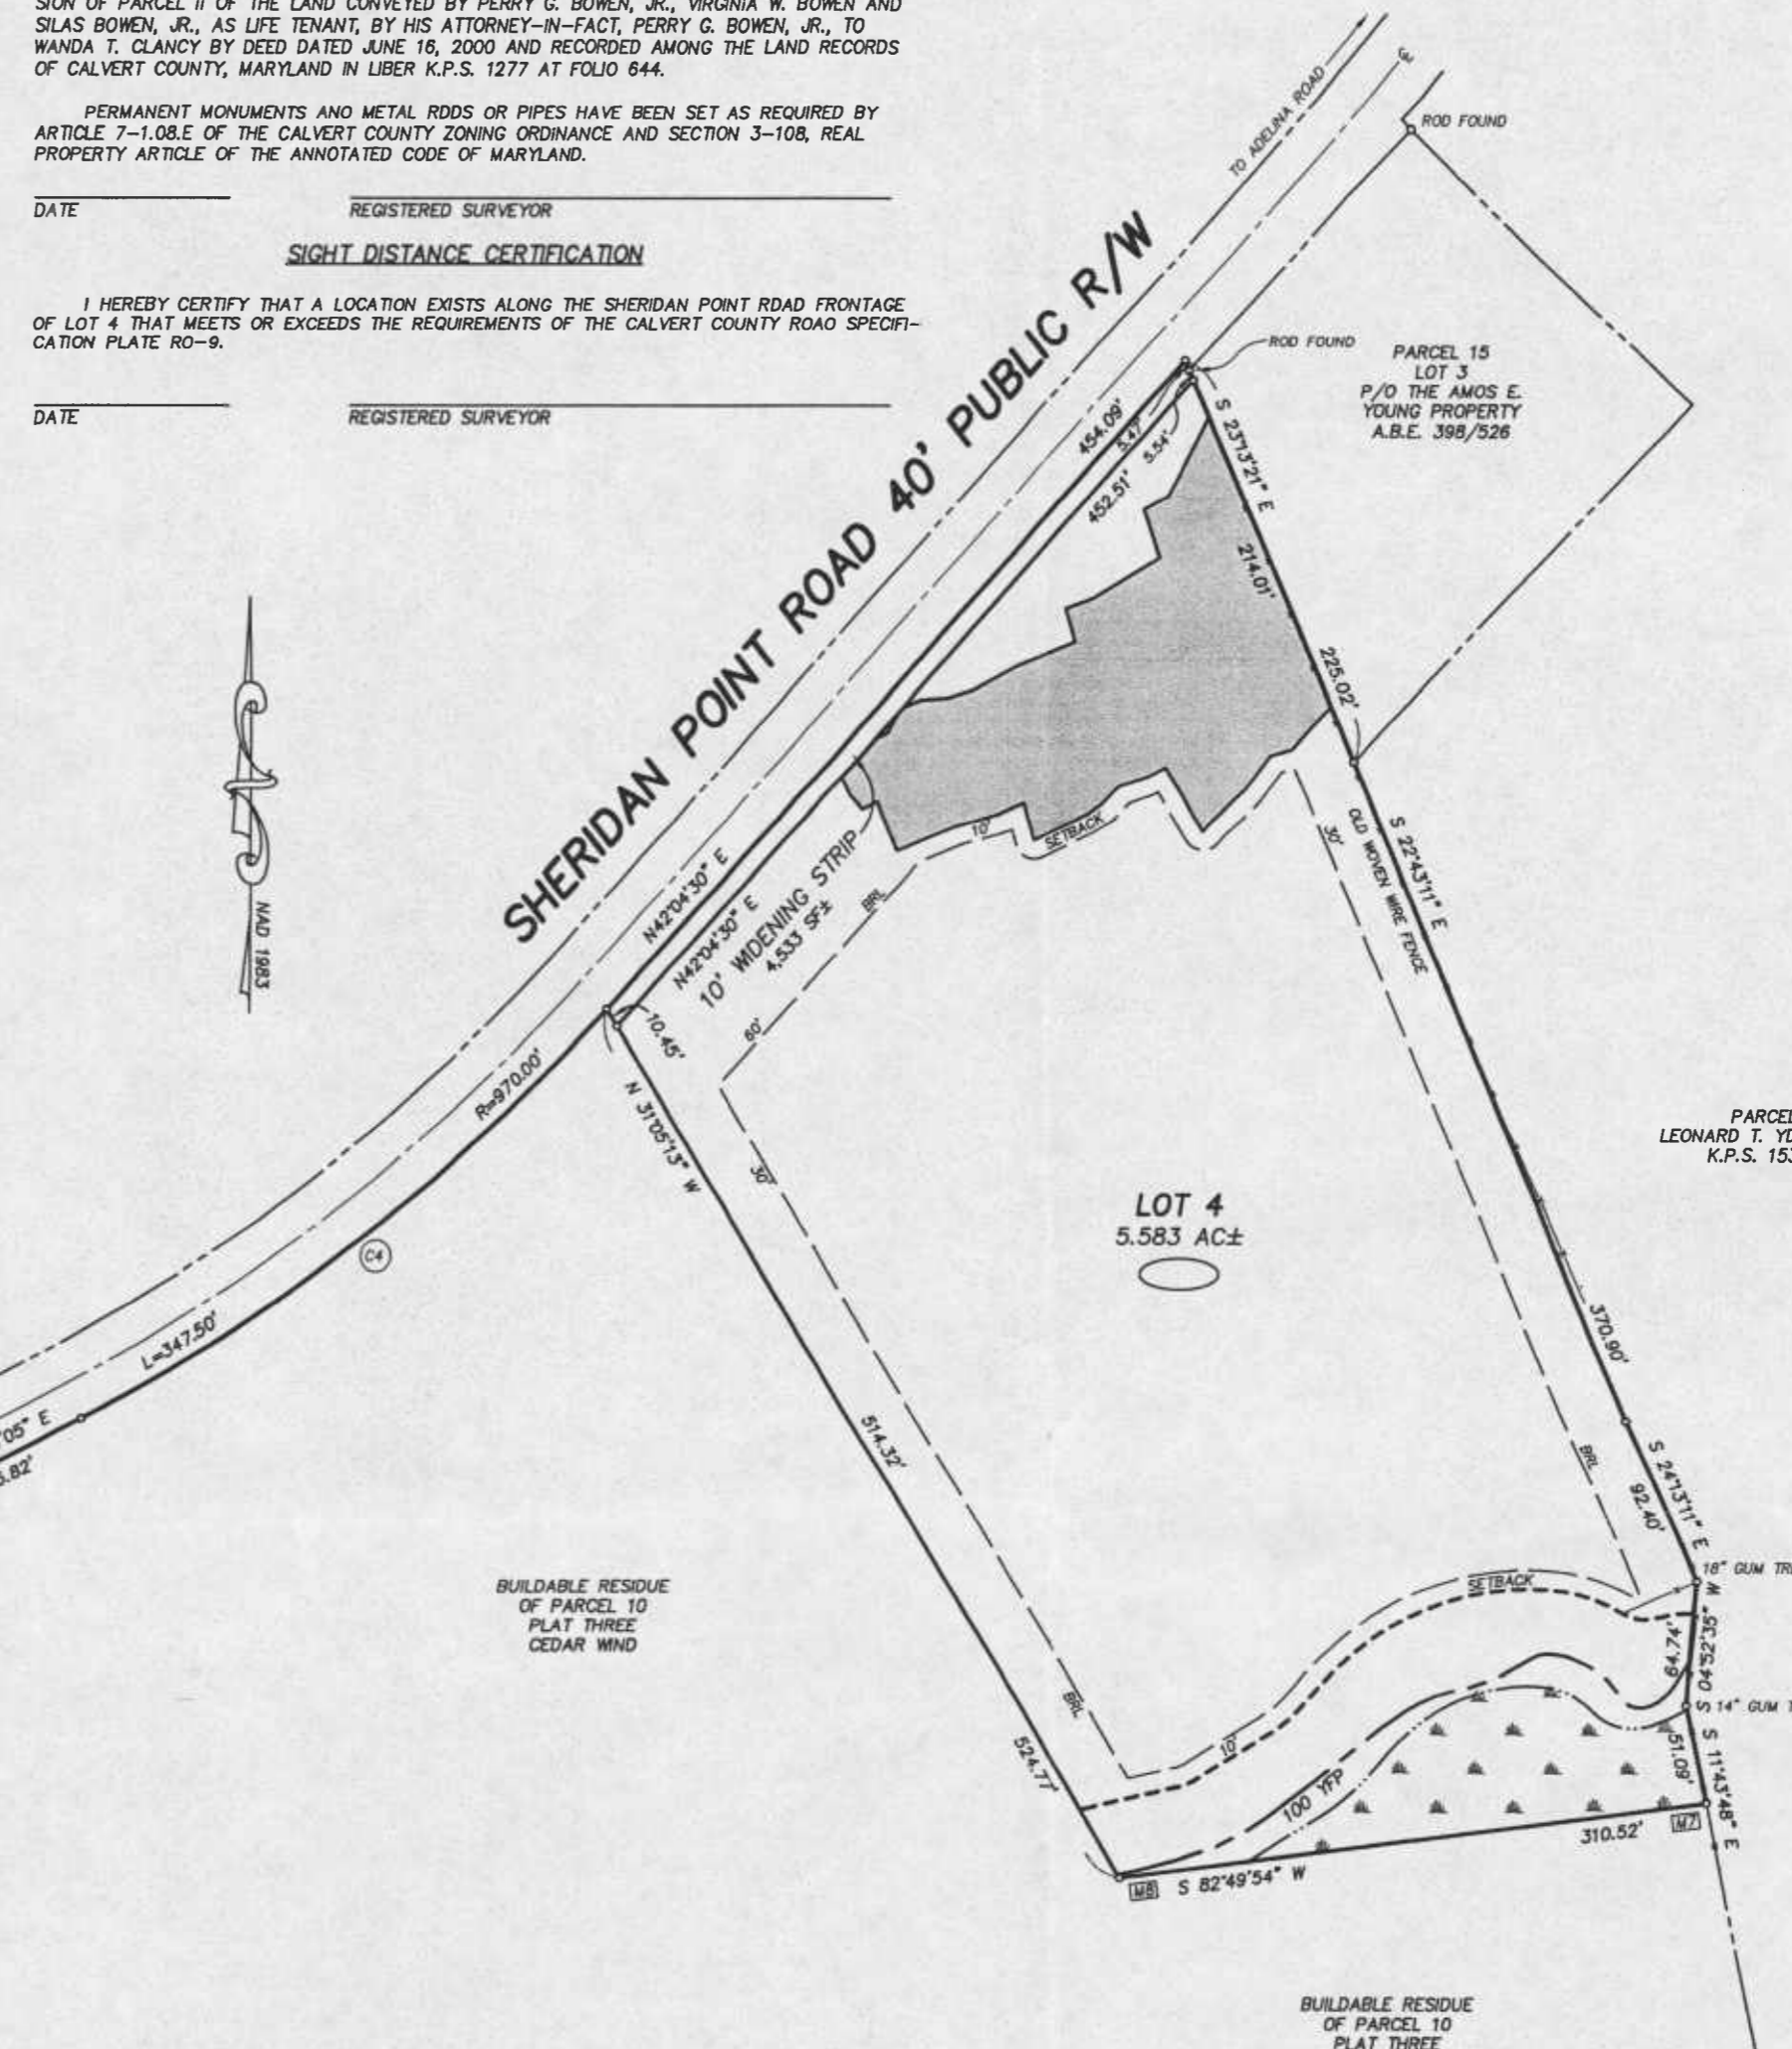 SION OF PARCEL II OF THE LAND CONVEYED BY PERRY G. BOWEN, JR., VIRGINIA W. BOWEN AND
SILAS BOWEN, JR., AS LIFE TENANT, BY HIS ATTORNEY-IN-FACT, PERRY G. BOWEN, JR., TO
WANDA T. CLANCY BY DEED DATED JUNE 16, 2000 AND RECORDED AMONG THE LAND RECORDS
OF CALVERT COUNTY, MARYLAND IN LIBER K.P.S. 1277 AT FOLIO 644.
PERMANENT MONUMENTS ANO METAL RDDS OR PIPES HAVE BEEN SET AS REQUIRED BY
ARTICLE 7-1.08.E OF THE CALVERT COUNTY ZONING ORDINANCE AND SECTION 3-108, REAL
PROPERTY ARTICLE OF THE ANNOTATED CODE OF MARYLAND.
DATE REGISTERED SURVEYOR
SIGHT DISTANCE CERTIFICATION
I HEREBY CERTIFY THAT A LOCATION EXISTS ALONG THE SHERIDAN POINT RDAD FRONTAGE
OF LOT 4 THAT MEETS OR EXCEEDS THE REQUIREMENTS OF THE CALVERT COUNTY ROAO SPECIFI-
CATION PLATE RO-9.
DATE REGISTERED SURVEYOR
TO ADELINA ROAD
℄
ROD FOUND
SHERIDAN POINT ROAD 40' PUBLIC R/W
ROD FOUND
PARCEL 15
LOT 3
P/O THE AMOS E.
YOUNG PROPERTY
A.B.E. 398/526
454.09'
5.47'
5.54'
452.51'
S 23°13'21" E
214.01'
225.02'
NAD 1983
N42°04'30" E
N42°04'30" E
10' WIDENING STRIP
4,533 SF±
10'
SETBACK
BRL
60'
30'
OLD WOVEN WIRE FENCE
S 22°43'11" E
10.45'
R=970.00'
N 31°05'13" W
30'
C4
L=347.50'
05" E
.82'
LOT 4
5.583 AC±
PARCEL
LEONARD T. YD
K.P.S. 153
370.90'
514.32'
BRL
S 24°13'11" E
92.40'
18" GUM TR
SETBACK
64.74'
S 04°52'35" W
14" GUM T
BUILDABLE RESIDUE
OF PARCEL 10
PLAT THREE
CEDAR WIND
BRL
524.77'
10'
100 YFP
51.09'
S 11°43'48" E
310.52'
M7
M8
S 82°49'54" W
BUILDABLE RESIDUE
OF PARCEL 10
PLAT THREE